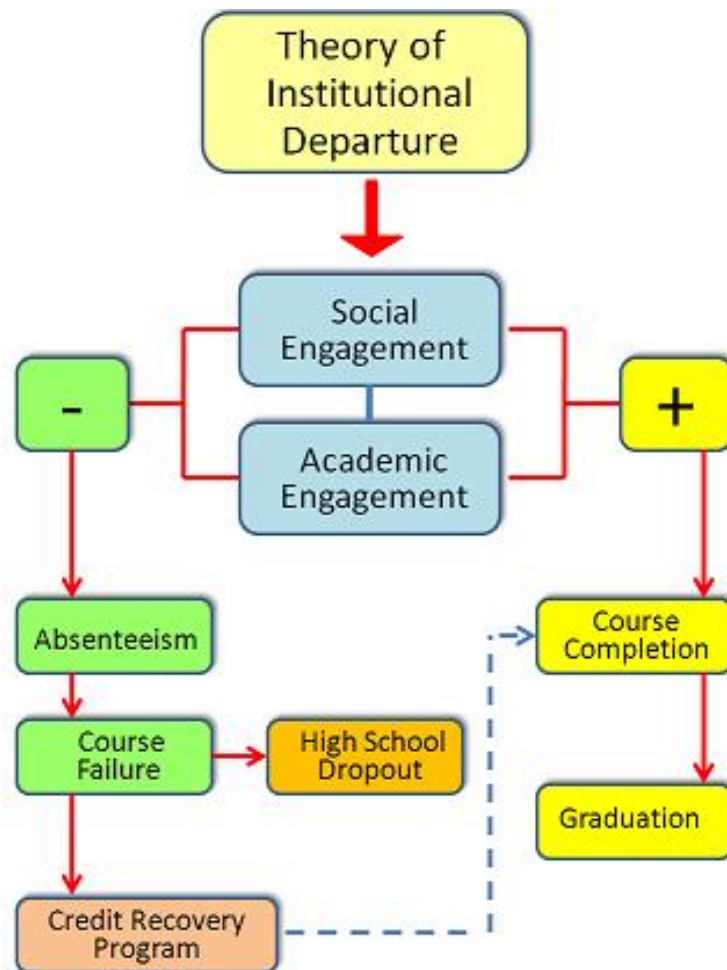 Theory of
Institutional
Departure
Social
Engagement
-
+
Academic
Engagement
Absenteeism
Course
Completion
Course
Failure
High School
Dropout
Graduation
Credit Recovery
Program